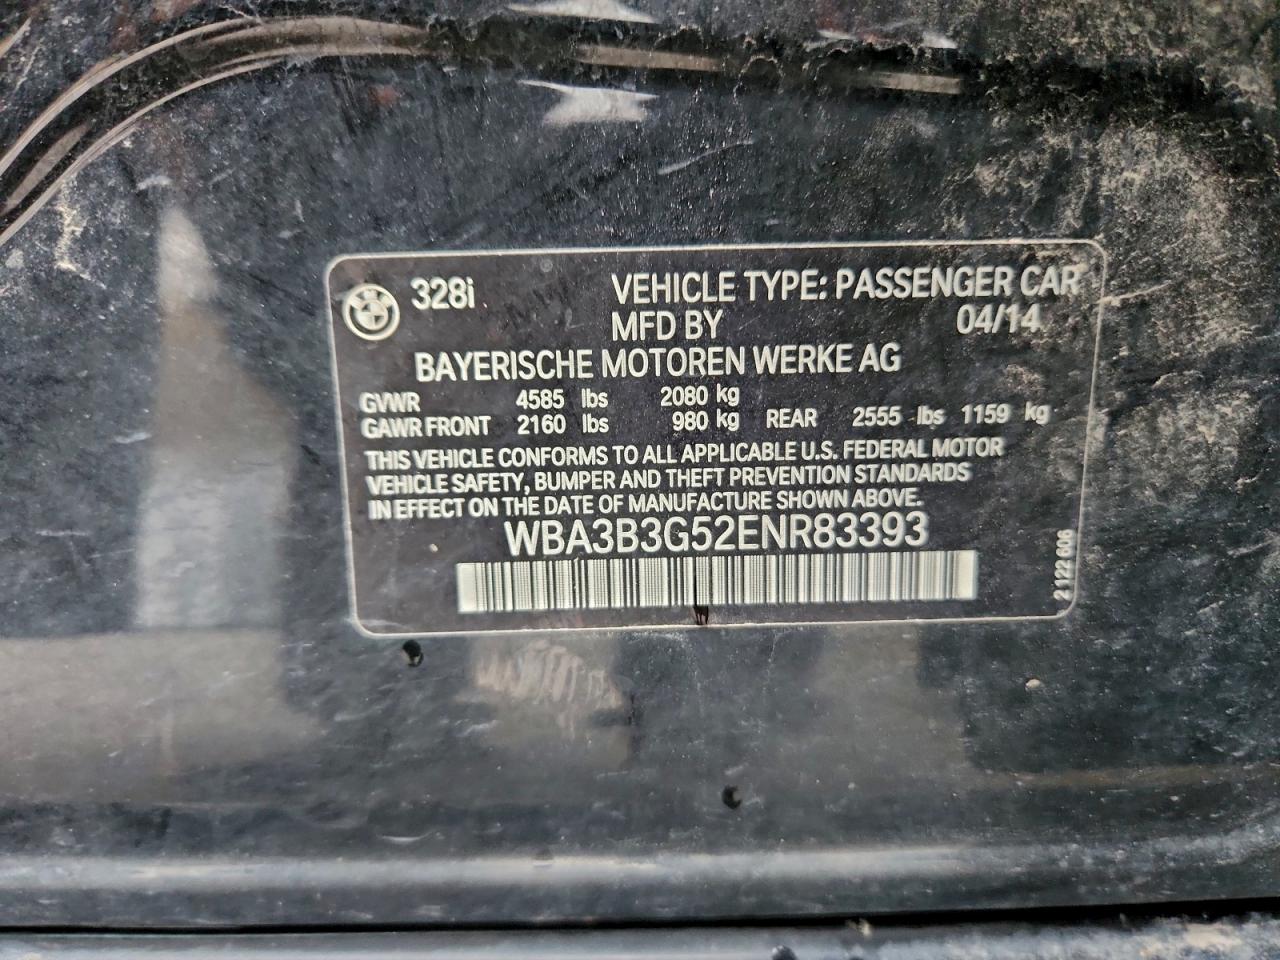 328i VEHICLE TYPE: PASSENGER CAR
MFD BY 04/14
BAYERISCHE MOTOREN WERKE AG
GVWR 4585 lbs 2080 kg
GAWR FRONT 2160 lbs 980 kg REAR 2555 lbs 1159 kg
THIS VEHICLE CONFORMS TO ALL APPLICABLE U.S. FEDERAL MOTOR
VEHICLE SAFETY, BUMPER AND THEFT PREVENTION STANDARDS
IN EFFECT ON THE DATE OF MANUFACTURE SHOWN ABOVE.
WBA3B3G52ENR83393
2122606